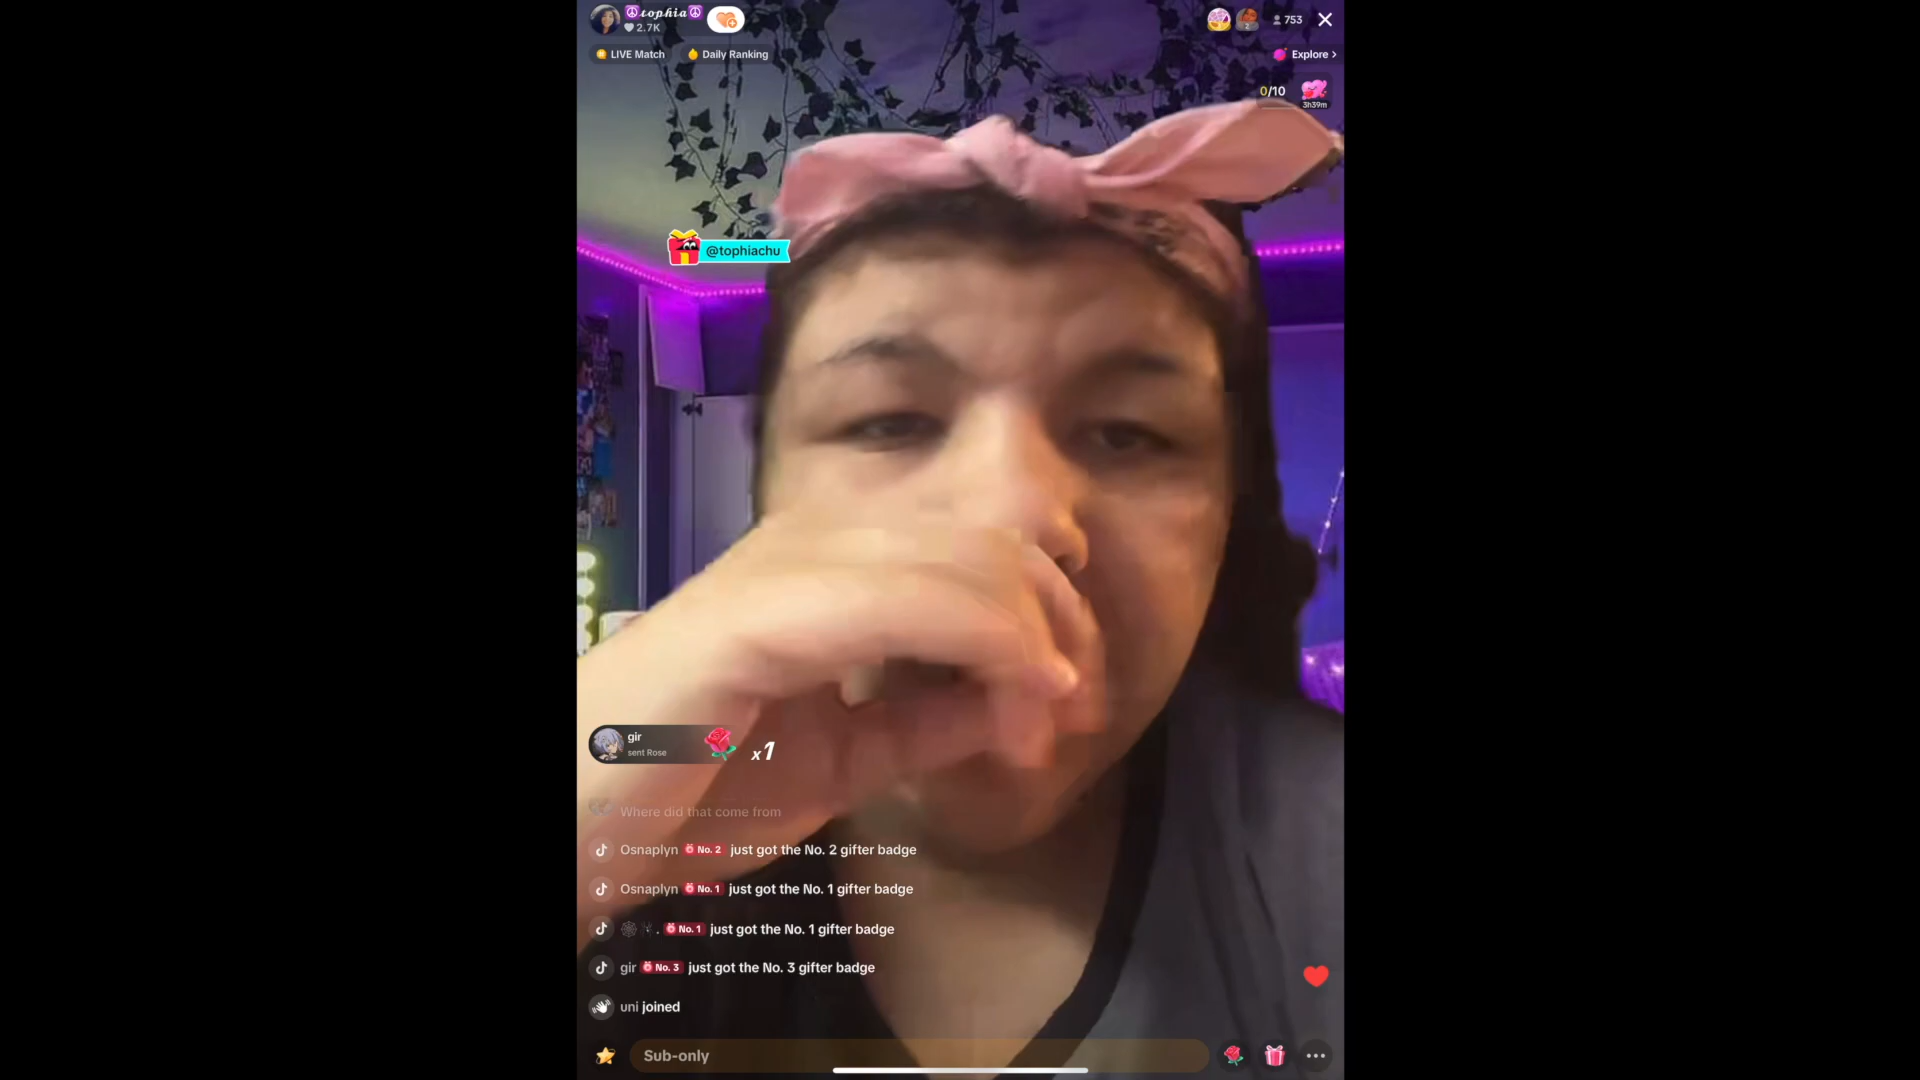 ☮️𝓽𝓸𝓹𝓱𝓲𝓪☮️
2.7K
753
LIVE Match
Daily Ranking
Explore >
0/10
3h39m
@tophiachu
gir
sent Rose
x1
Where did that come from
Osnaplyn No. 2 just got the No. 2 gifter badge
Osnaplyn No. 1 just got the No. 1 gifter badge
🕸️🕷️. No. 1 just got the No. 1 gifter badge
gir No. 3 just got the No. 3 gifter badge
uni joined
Sub-only